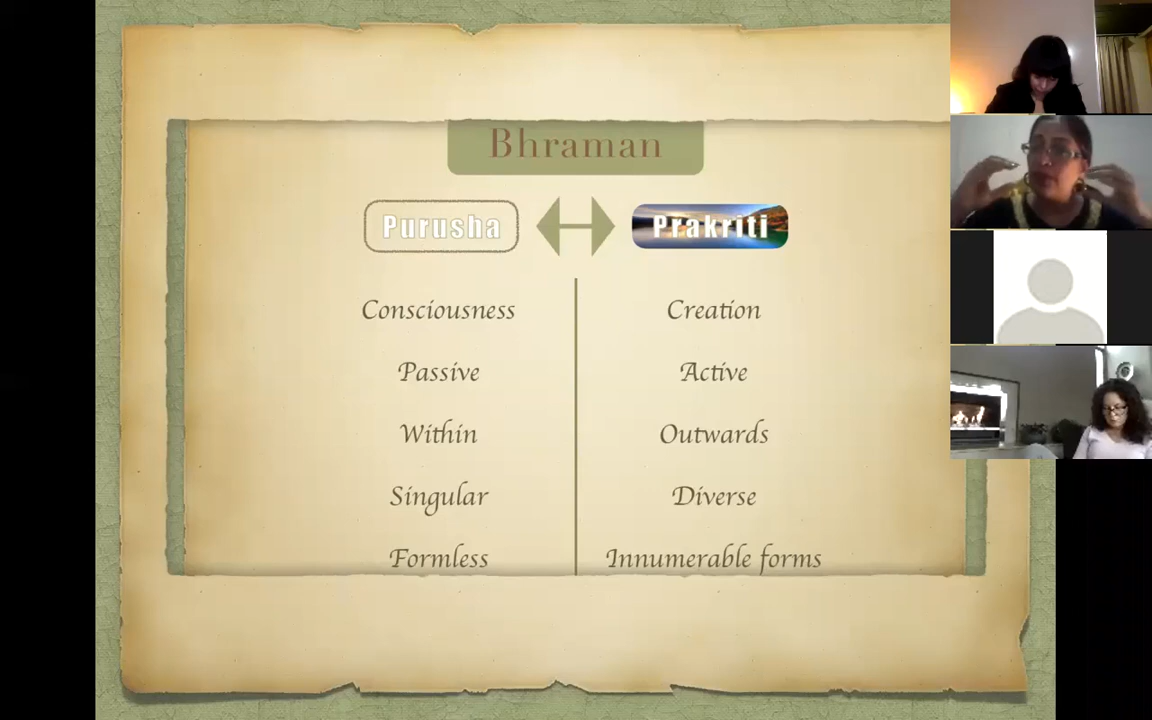 Bhraman
Purusha Prakriti
Consciousness Creation
Passive Active
Within Outwards
Singular Diverse
Formless Innumerable forms